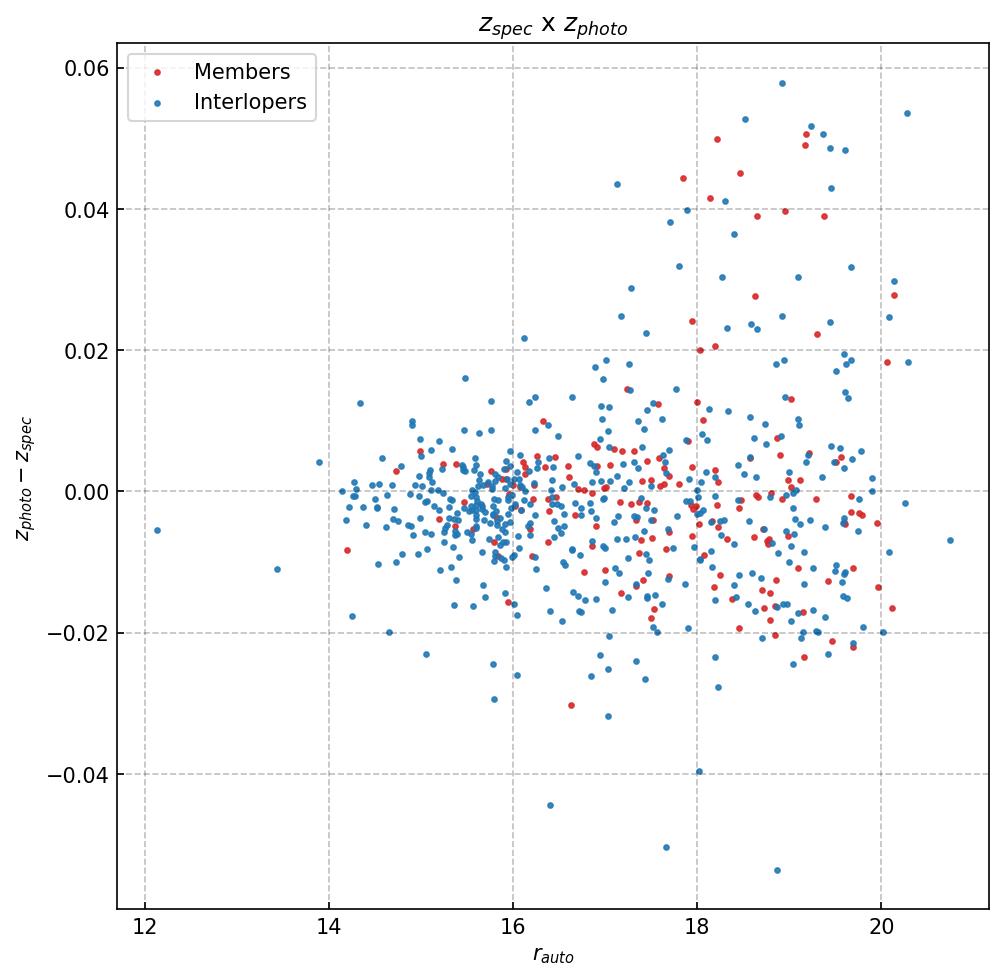 z_spec x z_photo
Members
Interlopers
0.06
0.04
0.02
0.00
−0.02
−0.04
z_photo − z_spec
12
14
16
18
20
r_auto